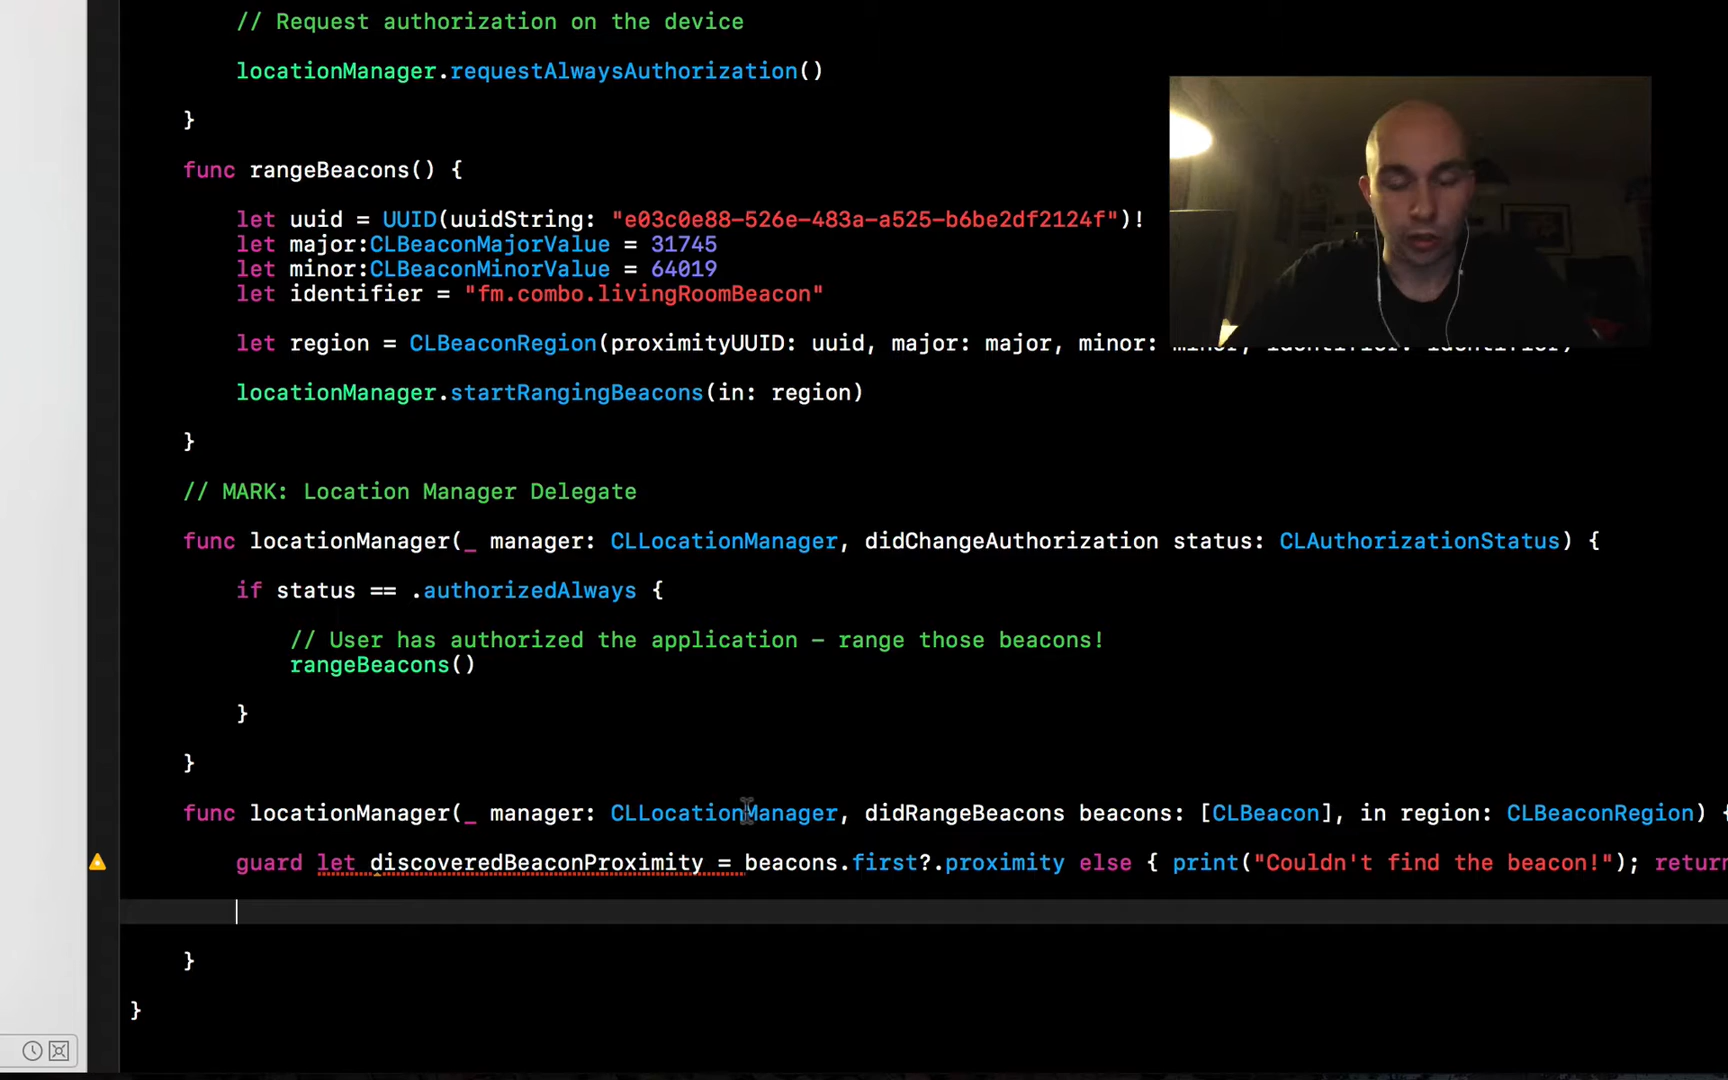 // Request authorization on the device
locationManager.requestAlwaysAuthorization()
}
func rangeBeacons() {
let uuid = UUID(uuidString: "e03c0e88-526e-483a-a525-b6be2df2124f")!
let major:CLBeaconMajorValue = 31745
let minor:CLBeaconMinorValue = 64019
let identifier = "fm.combo.livingRoomBeacon"
let region = CLBeaconRegion(proximityUUID: uuid, major: major, minor: minor, identifier: identifier)
locationManager.startRangingBeacons(in: region)
}
// MARK: Location Manager Delegate
func locationManager(_ manager: CLLocationManager, didChangeAuthorization status: CLAuthorizationStatus) {
if status == .authorizedAlways {
// User has authorized the application – range those beacons!
rangeBeacons()
}
}
func locationManager(_ manager: CLLocationManager, didRangeBeacons beacons: [CLBeacon], in region: CLBeaconRegion) {
guard let discoveredBeaconProximity = beacons.first?.proximity else { print("Couldn't find the beacon!"); return
}
}